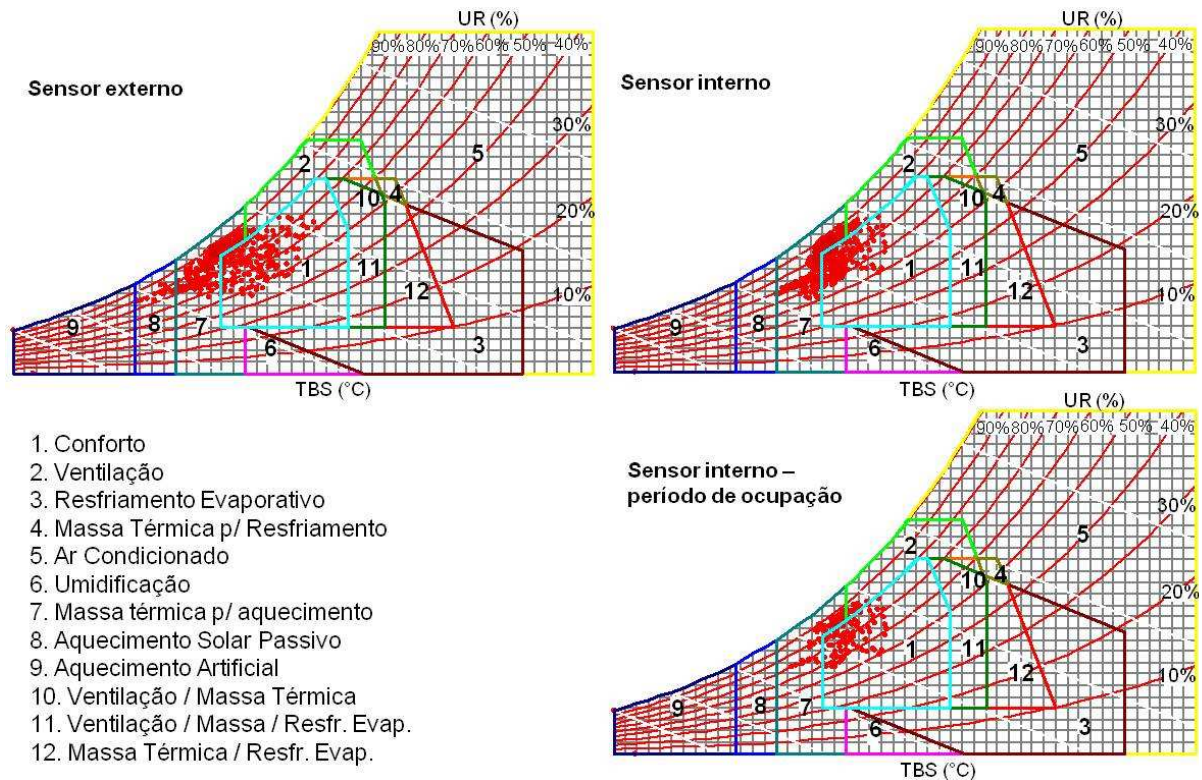 Sensor externo
UR (%)
90% 80% 70% 60% 50% 40%
30%
20%
10%
2
5
10
4
1
11
12
9
8
7
6
3
TBS (°C)
Sensor interno
UR (%)
90% 80% 70% 60% 50% 40%
30%
20%
10%
2
5
10
4
1
11
12
9
8
7
6
3
TBS (°C)
1. Conforto
2. Ventilação
3. Resfriamento Evaporativo
4. Massa Térmica p/ Resfriamento
5. Ar Condicionado
6. Umidificação
7. Massa térmica p/ aquecimento
8. Aquecimento Solar Passivo
9. Aquecimento Artificial
10. Ventilação / Massa Térmica
11. Ventilação / Massa / Resfr. Evap.
12. Massa Térmica / Resfr. Evap.
Sensor interno –
período de ocupação
UR (%)
90% 80% 70% 60% 50% 40%
30%
20%
10%
2
5
10
4
1
11
12
9
8
7
6
3
TBS (°C)